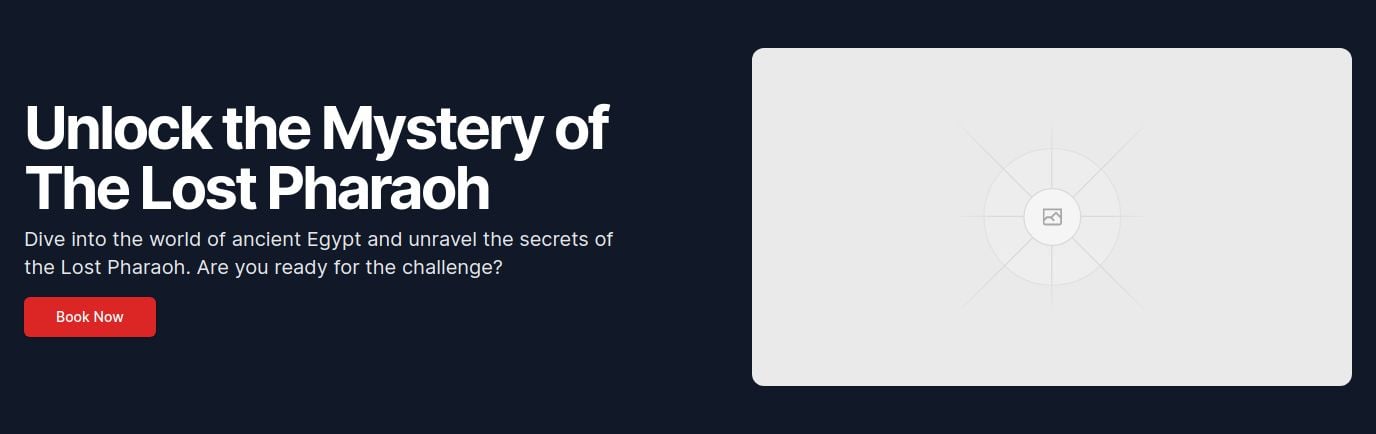 Unlock the Mystery of
The Lost Pharaoh
Dive into the world of ancient Egypt and unravel the secrets of
the Lost Pharaoh. Are you ready for the challenge?
Book Now